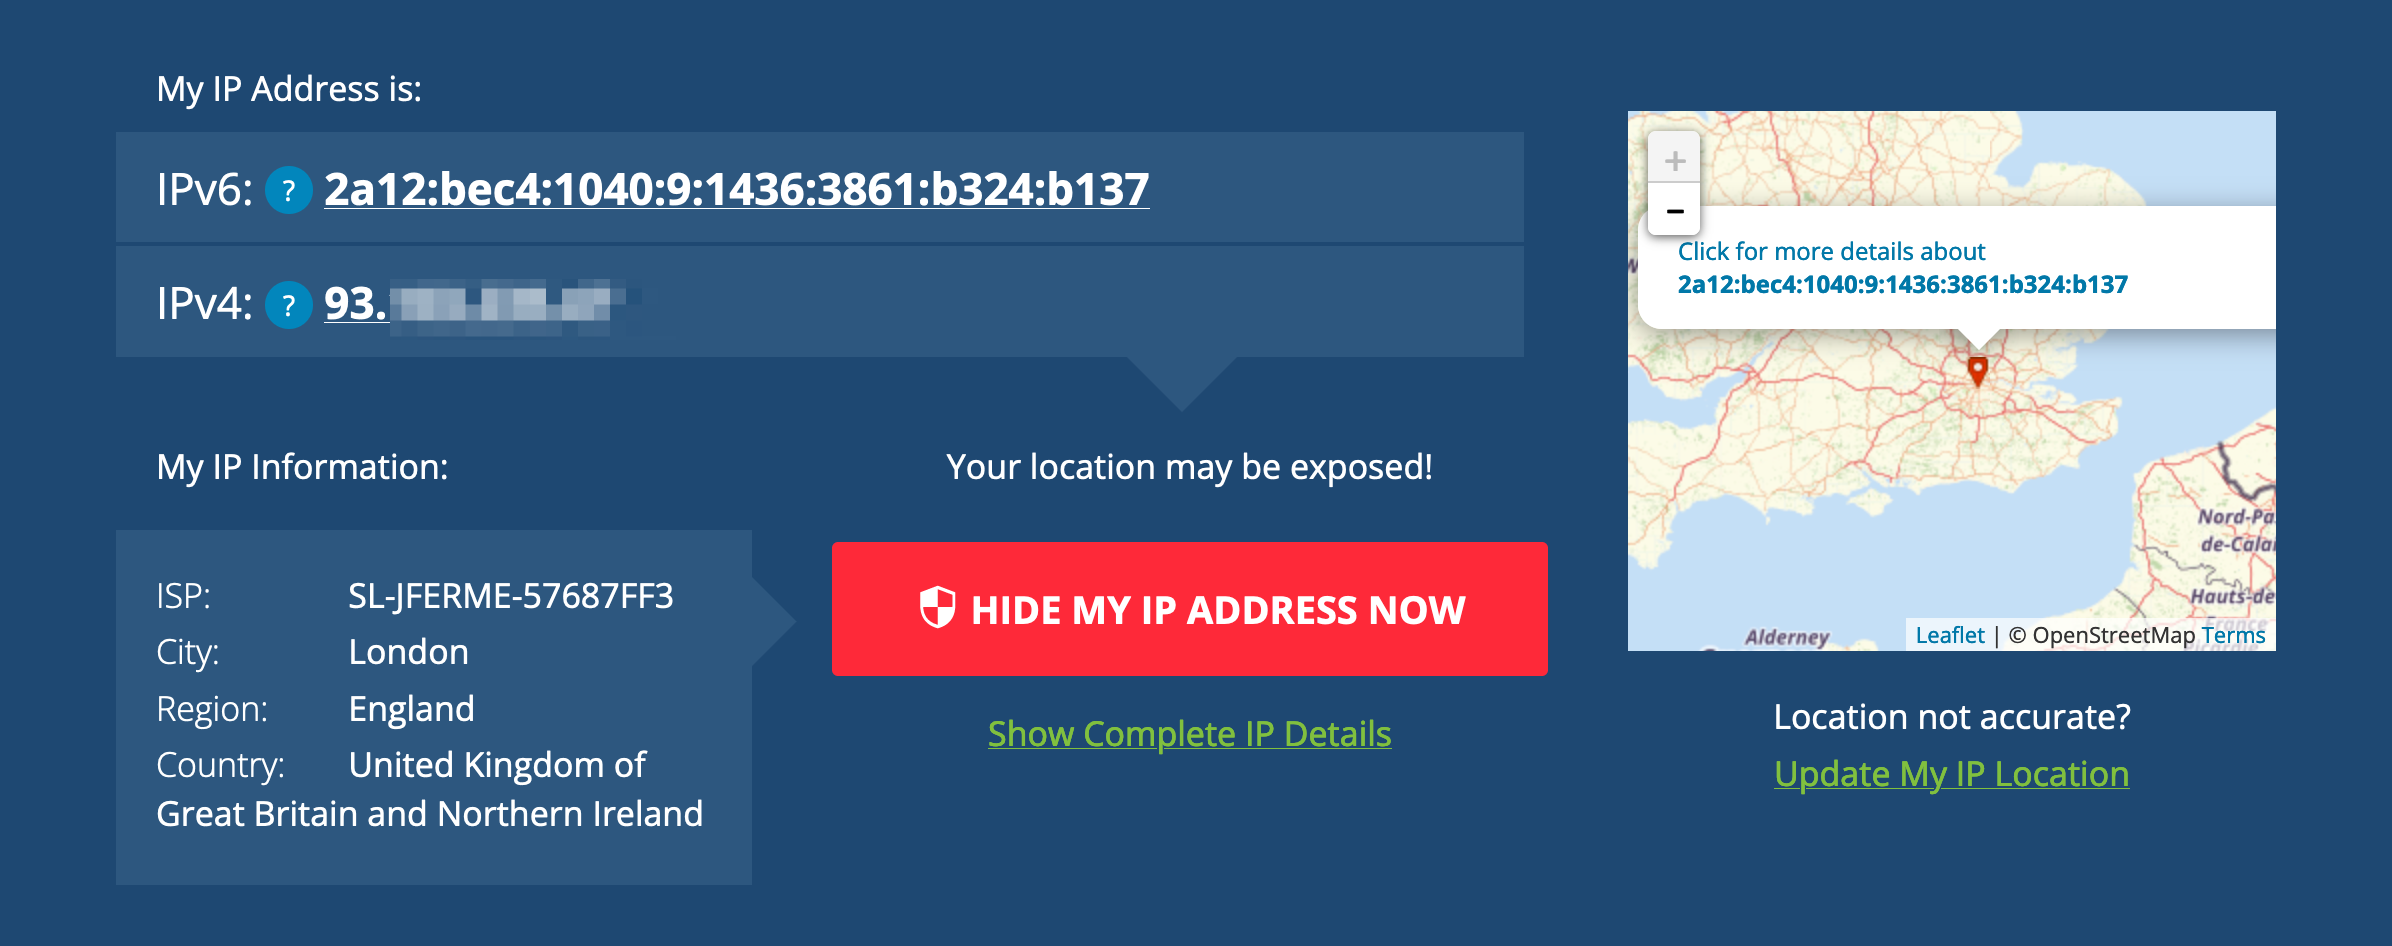 My IP Address is:
IPv6: ? 2a12:bec4:1040:9:1436:3861:b324:b137
IPv4: ? 93.
My IP Information:
ISP: SL-JFERME-57687FF3
City: London
Region: England
Country: United Kingdom of
Great Britain and Northern Ireland
Your location may be exposed!
HIDE MY IP ADDRESS NOW
Show Complete IP Details
+
−
Click for more details about
2a12:bec4:1040:9:1436:3861:b324:b137
Nord-Pa
de-Calai
Hauts-de
France
Alderney
Leaflet | © OpenStreetMap Terms
Location not accurate?
Update My IP Location